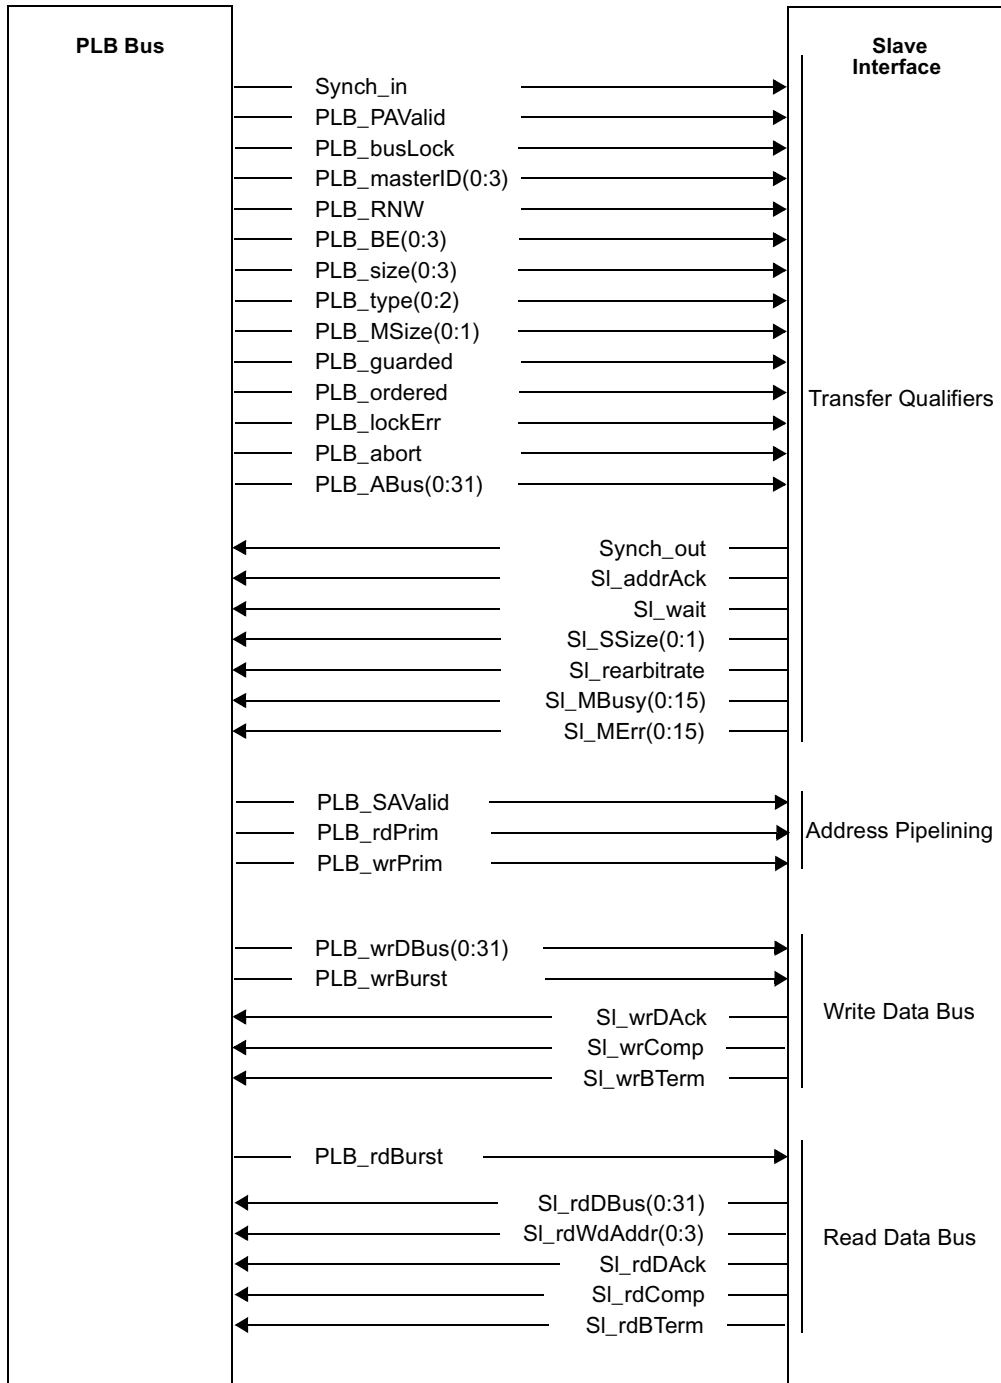 PLB Bus
Slave
Interface
Synch_in
PLB_PAValid
PLB_busLock
PLB_masterID(0:3)
PLB_RNW
PLB_BE(0:3)
PLB_size(0:3)
PLB_type(0:2)
PLB_MSize(0:1)
PLB_guarded
PLB_ordered
PLB_lockErr
PLB_abort
PLB_ABus(0:31)
Transfer Qualifiers
Synch_out
Sl_addrAck
Sl_wait
Sl_SSize(0:1)
Sl_rearbitrate
Sl_MBusy(0:15)
Sl_MErr(0:15)
PLB_SAValid
PLB_rdPrim
PLB_wrPrim
Address Pipelining
PLB_wrDBus(0:31)
PLB_wrBurst
Sl_wrDAck
Sl_wrComp
Sl_wrBTerm
Write Data Bus
PLB_rdBurst
Sl_rdDBus(0:31)
Sl_rdWdAddr(0:3)
Sl_rdDAck
Sl_rdComp
Sl_rdBTerm
Read Data Bus